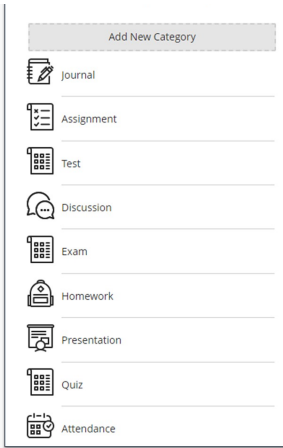 Add New Category
Journal
Assignment
Test
Discussion
Exam
Homework
Presentation
Quiz
Attendance